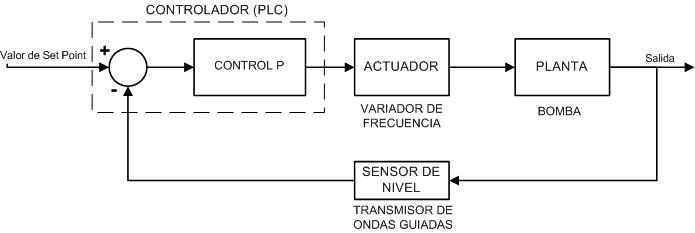 CONTROLADOR (PLC)
Valor de Set Point
+
-
CONTROL P
ACTUADOR
VARIADOR DE
FRECUENCIA
PLANTA
BOMBA
Salida
SENSOR DE
NIVEL
TRANSMISOR DE
ONDAS GUIADAS